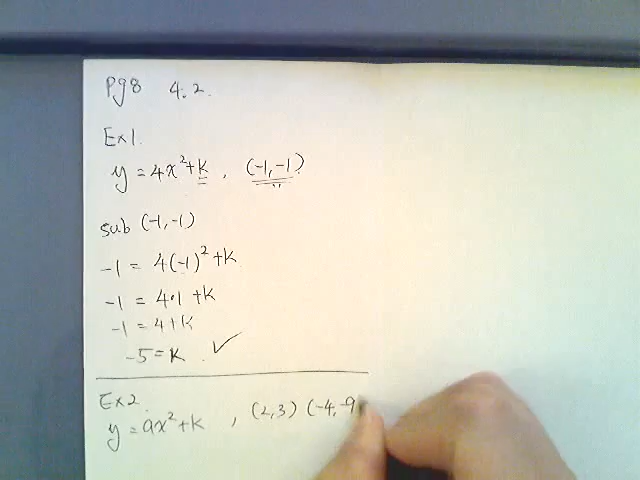 Pg8 4.2.
Ex1.
y = 4x² + k , (-1, -1)
sub (-1, -1)
-1 = 4(-1)² + k
-1 = 4·1 + k
-1 = 4 + k
-5 = k . ✓
Ex2.
y = ax² + k , (2, 3) (-4, -9